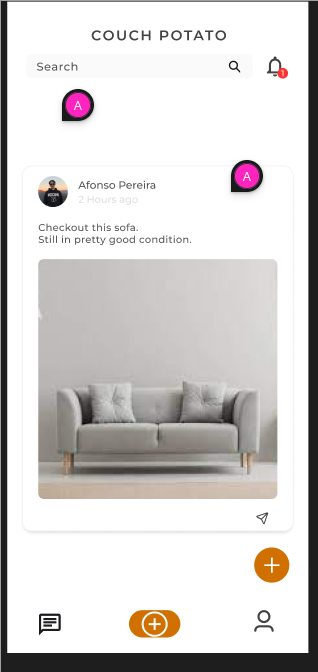 COUCH POTATO
Search
1
A
A
Afonso Pereira
2 Hours ago
Checkout this sofa.
Still in pretty good condition.